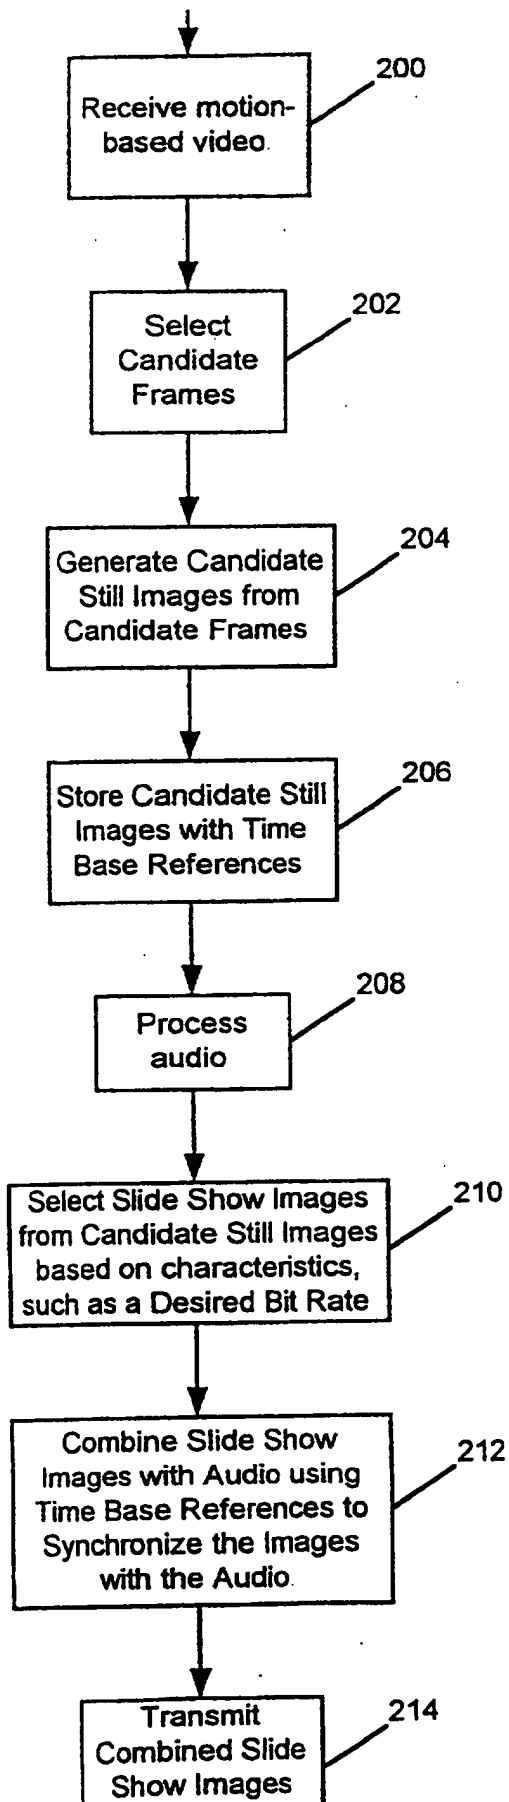 200
Receive motion-
based video
202
Select
Candidate
Frames
204
Generate Candidate
Still Images from
Candidate Frames
206
Store Candidate Still
Images with Time
Base References
208
Process
audio
210
Select Slide Show Images
from Candidate Still Images
based on characteristics,
such as a Desired Bit Rate
212
Combine Slide Show
Images with Audio using
Time Base References to
Synchronize the Images
with the Audio
214
Transmit
Combined Slide
Show Images